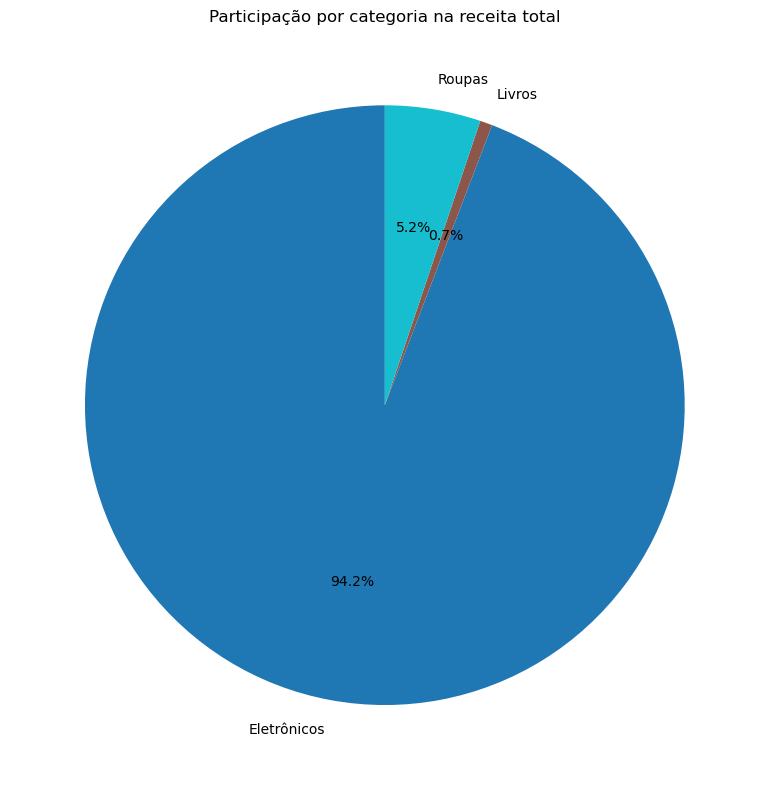 Participação por categoria na receita total
Roupas
Livros
5.2%
0.7%
94.2%
Eletrônicos